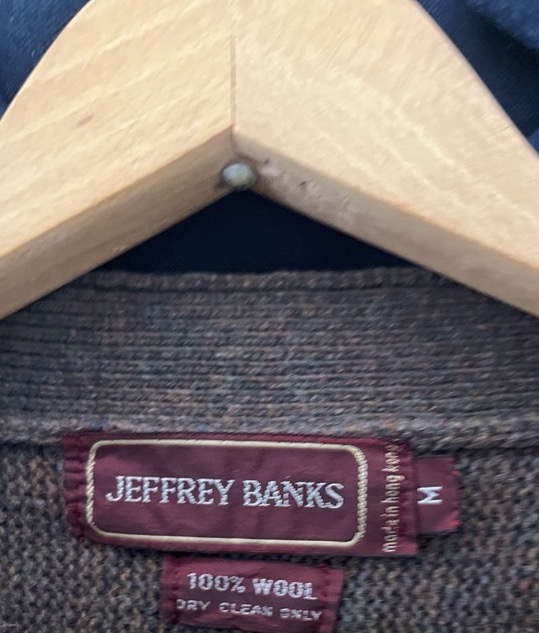 JEFFREY BANKS
made in hong kong
M
100% WOOL
DRY CLEAN ONLY